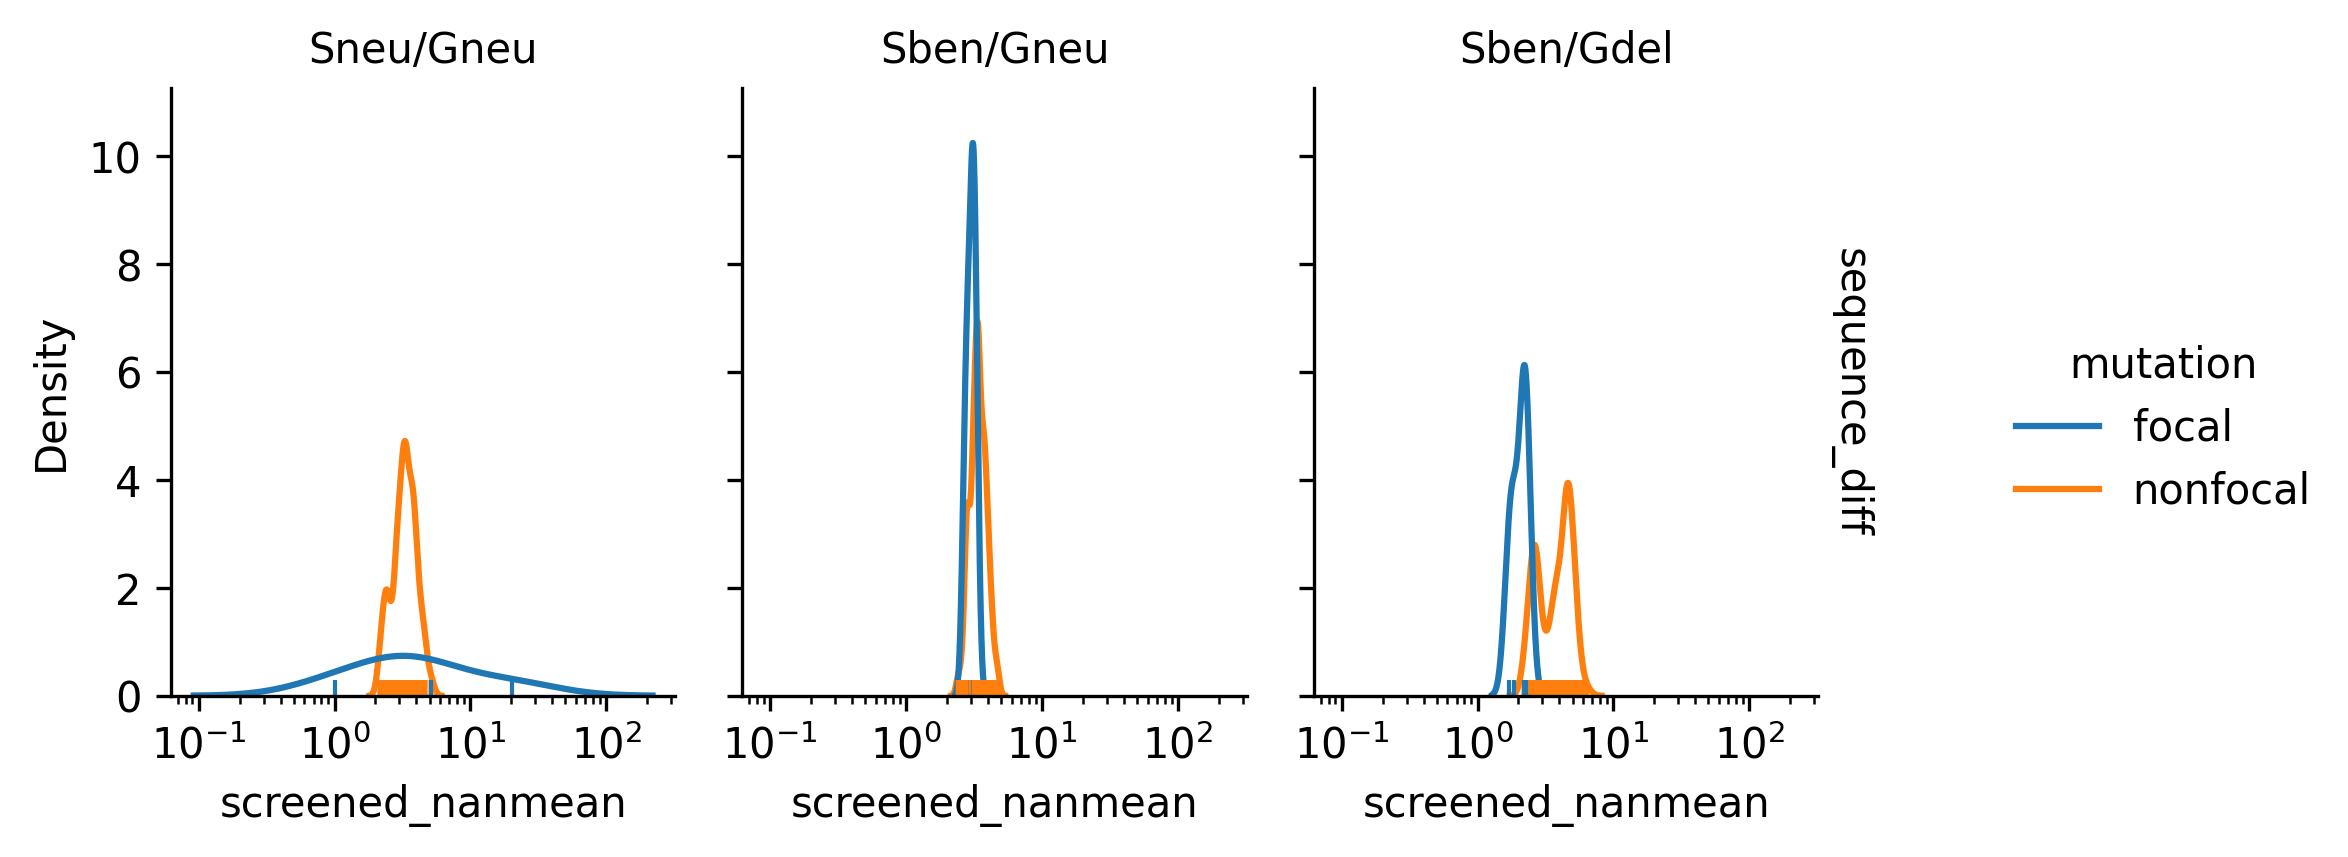 Sneu/Gneu
Sben/Gneu
Sben/Gdel
Density
10
8
6
4
2
0
10⁻¹ 10⁰ 10¹ 10²
10⁻¹ 10⁰ 10¹ 10²
10⁻¹ 10⁰ 10¹ 10²
screened_nanmean
screened_nanmean
screened_nanmean
sequence_diff
mutation
focal
nonfocal